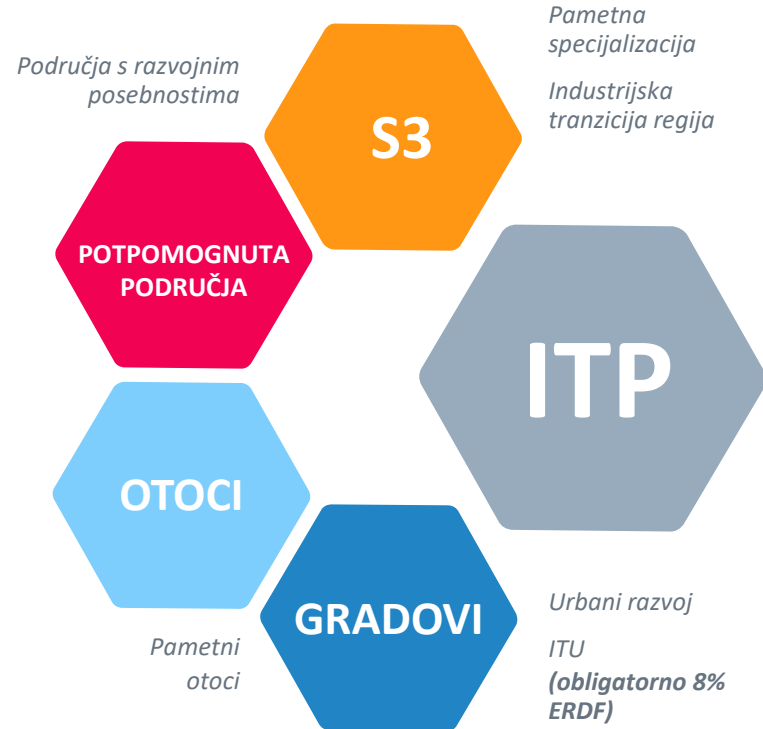 Pametna
specijalizacija
Industrijska
tranzicija regija
Područja s razvojnim
posebnostima
S3
POTPOMOGNUTA
PODRUČJA
ITP
OTOCI
GRADOVI
Pametni
otoci
Urbani razvoj
ITU
(obligatorno 8%
ERDF)